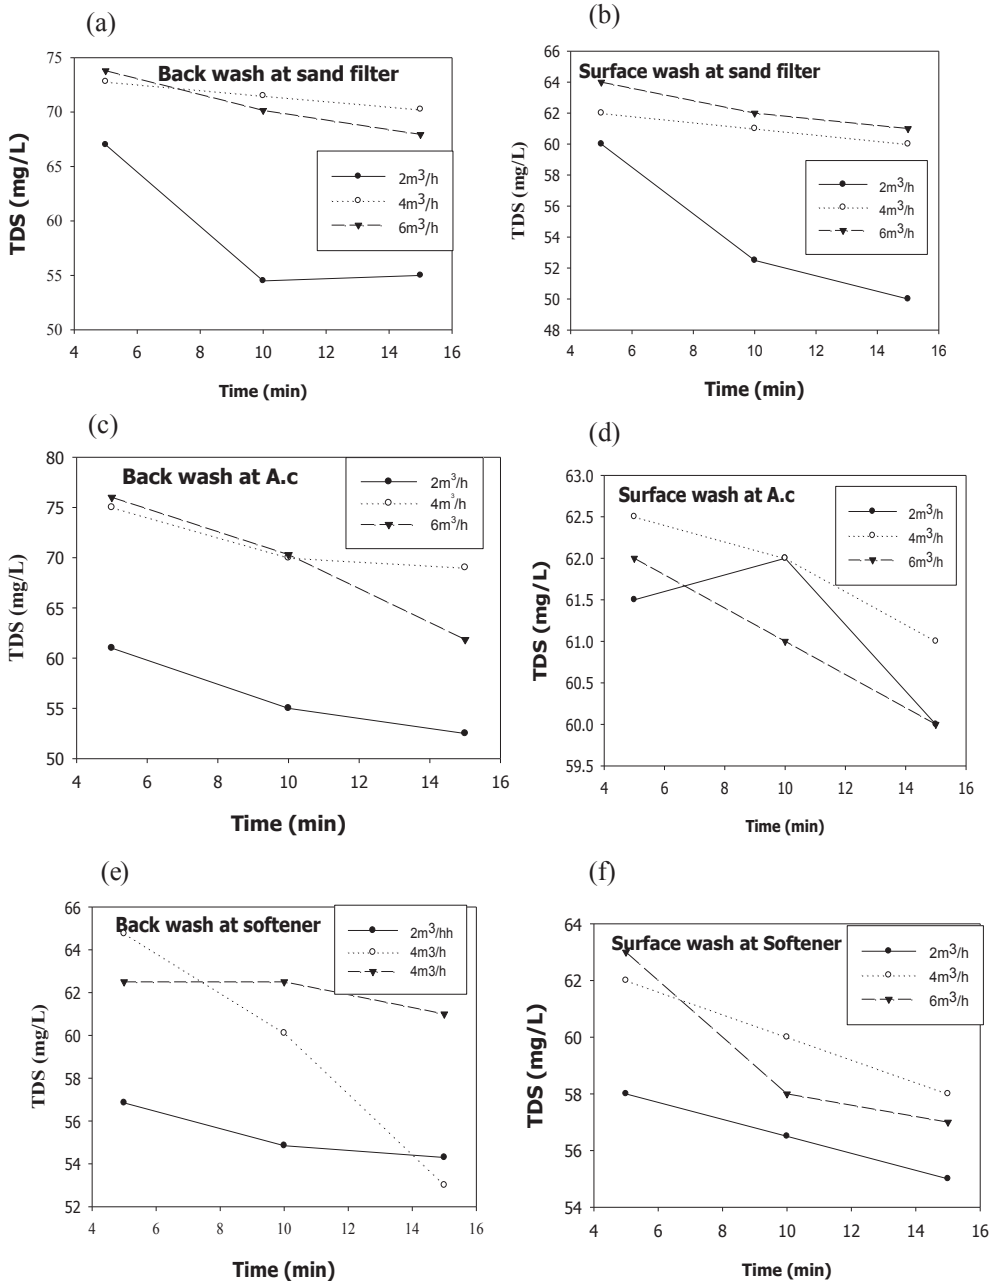 (a)
Back wash at sand filter
TDS (mg/L)
75
70
65
60
55
50
2m³/h
4m³/h
6m³/h
4 6 8 10 12 14 16
Time (min)
(b)
Surface wash at sand filter
TDS (mg/L)
66
64
62
60
58
56
54
52
50
48
2m³/h
4m³/h
6m³/h
4 6 8 10 12 14 16
Time (min)
(c)
Back wash at A.c
TDS (mg/L)
80
75
70
65
60
55
50
2m³/h
4m³/h
6m³/h
4 6 8 10 12 14 16
Time (min)
(d)
Surface wash at A.c
TDS (mg/L)
63.0
62.5
62.0
61.5
61.0
60.5
60.0
59.5
2m³/h
4m³/h
6m³/h
4 6 8 10 12 14 16
Time (min)
(e)
Back wash at softener
TDS (mg/L)
66
64
62
60
58
56
54
52
2m³/hh
4m3/h
4m3/h
4 6 8 10 12 14 16
Time (min)
(f)
Surface wash at Softener
TDS (mg/L)
64
62
60
58
56
54
2m³/h
4m³/h
6m³/h
4 6 8 10 12 14 16
Time (min)